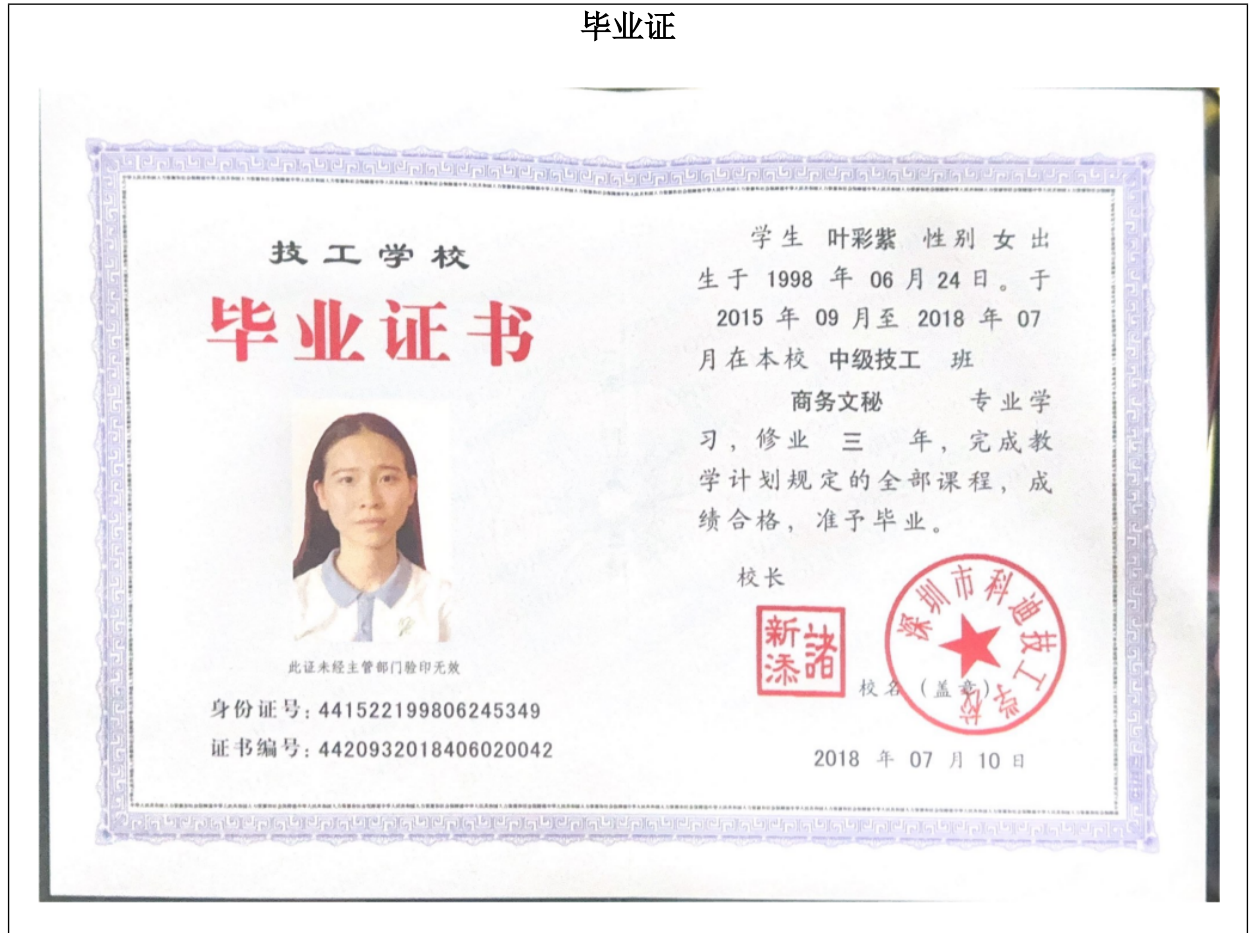 毕业证
技工学校
毕业证书
此证未经主管部门验印无效
身份证号：441522199806245349
证书编号：4420932018406020042
学生 叶彩紫 性别 女 出
生于 1998 年 06 月 24 日。于
2015 年 09 月至 2018 年 07
月在本校 中级技工 班
商务文秘 专业学
习，修业 三 年，完成教
学计划规定的全部课程，成
绩合格，准予毕业。
校长
諸新添
校名（盖章）
深圳市科迪技工学校
2018 年 07 月 10 日